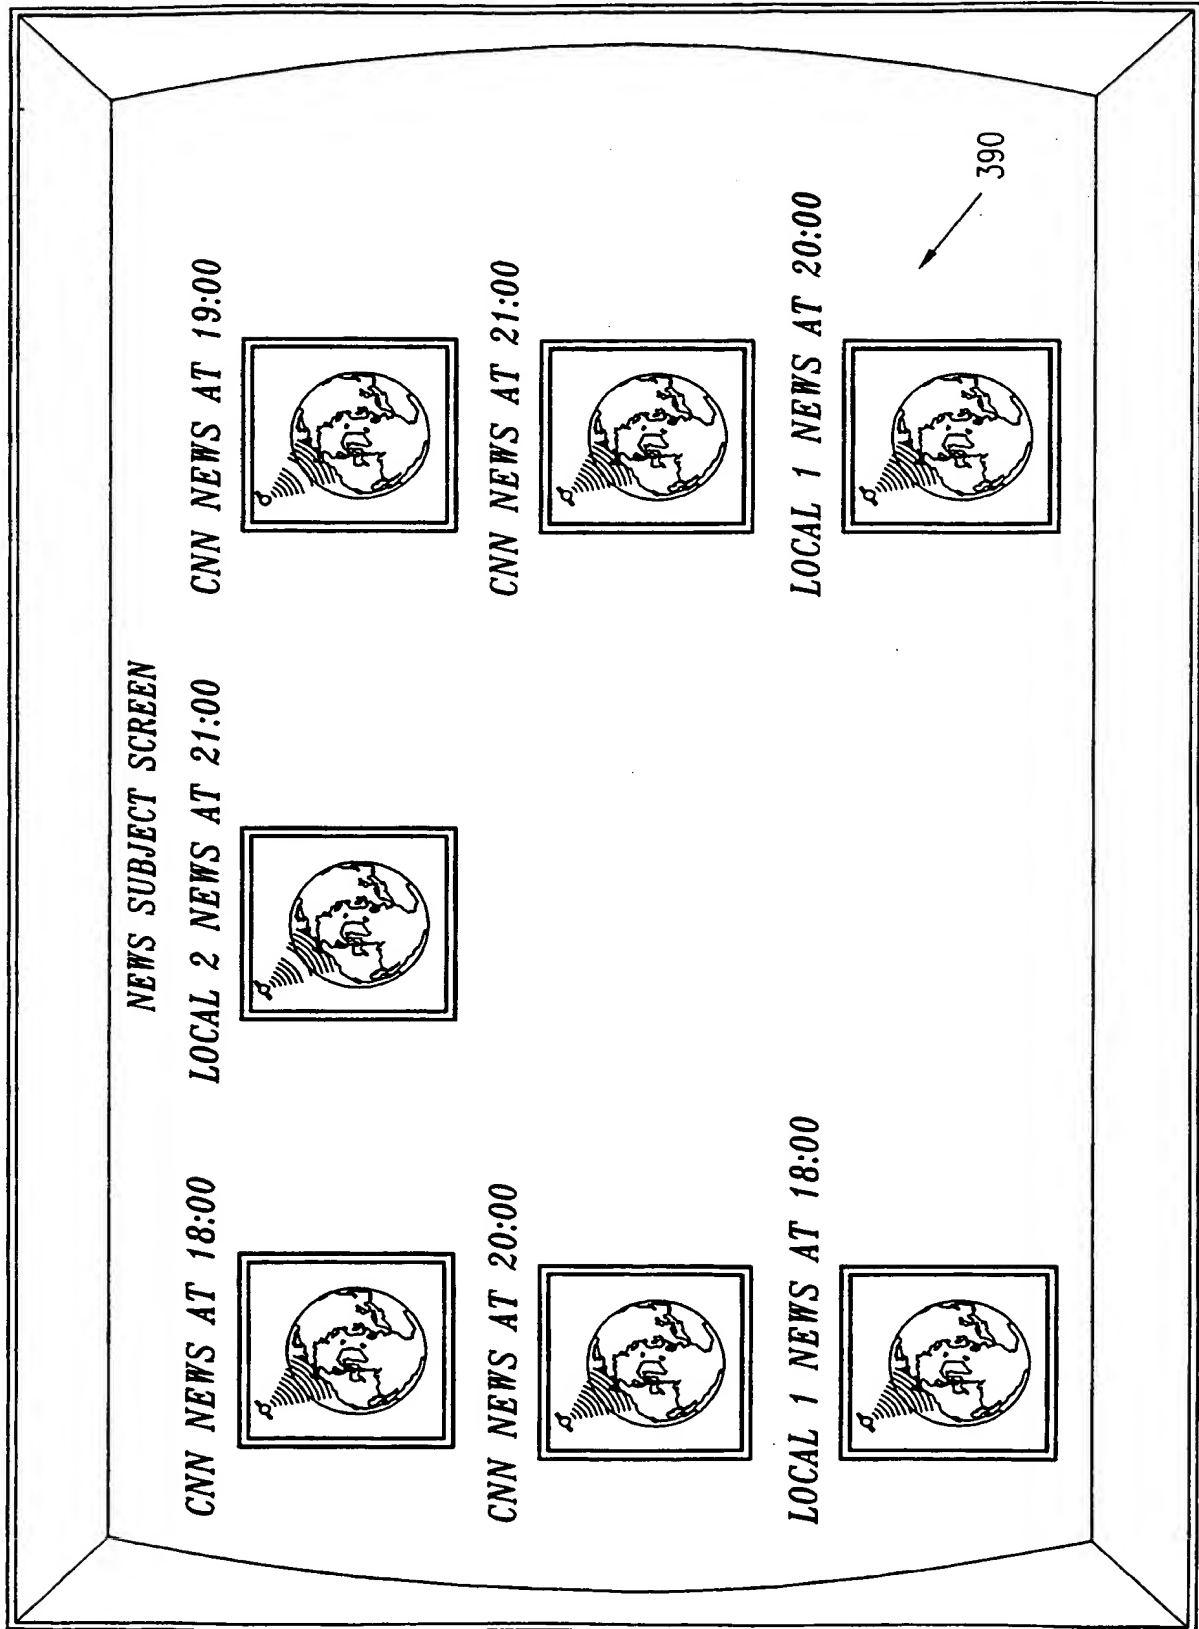 NEWS SUBJECT SCREEN
CNN NEWS AT 18:00
LOCAL 2 NEWS AT 21:00
CNN NEWS AT 19:00
CNN NEWS AT 20:00
CNN NEWS AT 21:00
LOCAL 1 NEWS AT 18:00
LOCAL 1 NEWS AT 20:00
390